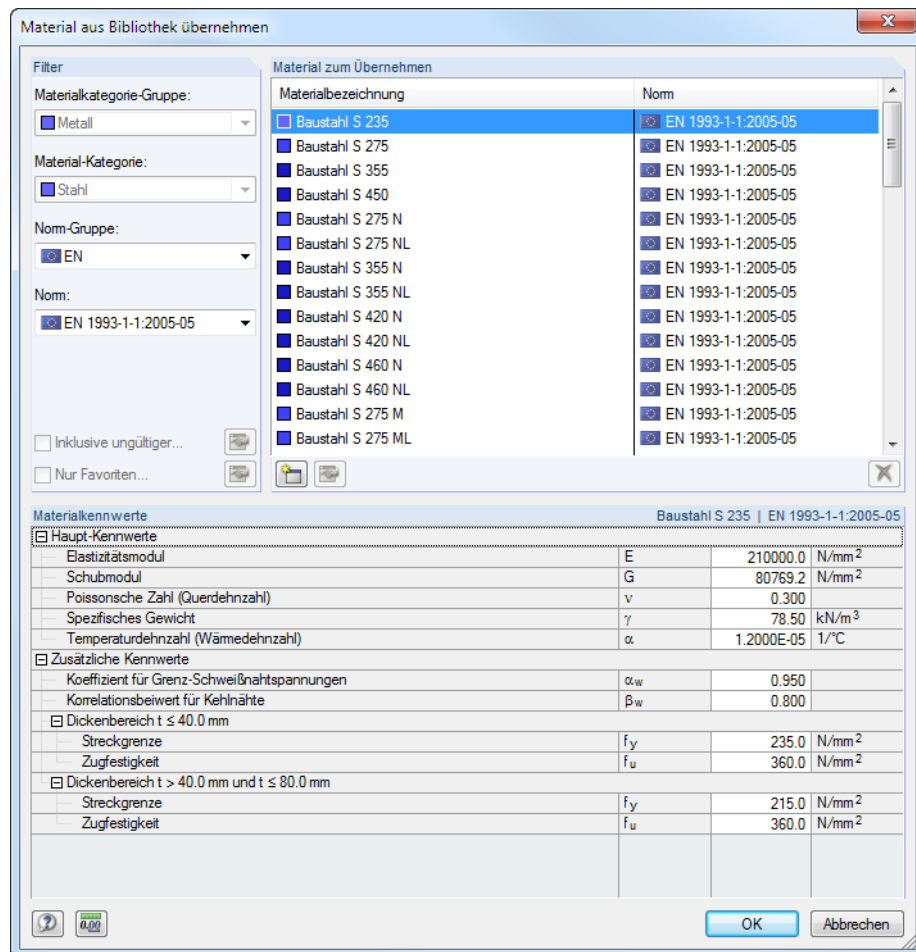 Material aus Bibliothek übernehmen
Filter
Materialkategorie-Gruppe:
Metall
Material-Kategorie:
Stahl
Norm-Gruppe:
EN
Norm:
EN 1993-1-1:2005-05
Inklusive ungültiger...
Nur Favoriten...
Material zum Übernehmen
Materialbezeichnung Norm
Baustahl S 235 EN 1993-1-1:2005-05
Baustahl S 275 EN 1993-1-1:2005-05
Baustahl S 355 EN 1993-1-1:2005-05
Baustahl S 450 EN 1993-1-1:2005-05
Baustahl S 275 N EN 1993-1-1:2005-05
Baustahl S 275 NL EN 1993-1-1:2005-05
Baustahl S 355 N EN 1993-1-1:2005-05
Baustahl S 355 NL EN 1993-1-1:2005-05
Baustahl S 420 N EN 1993-1-1:2005-05
Baustahl S 420 NL EN 1993-1-1:2005-05
Baustahl S 460 N EN 1993-1-1:2005-05
Baustahl S 460 NL EN 1993-1-1:2005-05
Baustahl S 275 M EN 1993-1-1:2005-05
Baustahl S 275 ML EN 1993-1-1:2005-05
Materialkennwerte Baustahl S 235 | EN 1993-1-1:2005-05
Haupt-Kennwerte
Elastizitätsmodul E 210000.0 N/mm²
Schubmodul G 80769.2 N/mm²
Poissonsche Zahl (Querdehnzahl) ν 0.300
Spezifisches Gewicht γ 78.50 kN/m³
Temperaturdehnzahl (Wärmedehnzahl) α 1.2000E-05 1/°C
Zusätzliche Kennwerte
Koeffizient für Grenz-Schweißnahtspannungen αw 0.950
Korrelationsbeiwert für Kehlnähte βw 0.800
Dickenbereich t ≤ 40.0 mm
Streckgrenze fy 235.0 N/mm²
Zugfestigkeit fu 360.0 N/mm²
Dickenbereich t > 40.0 mm und t ≤ 80.0 mm
Streckgrenze fy 215.0 N/mm²
Zugfestigkeit fu 360.0 N/mm²
0.00 OK Abbrechen